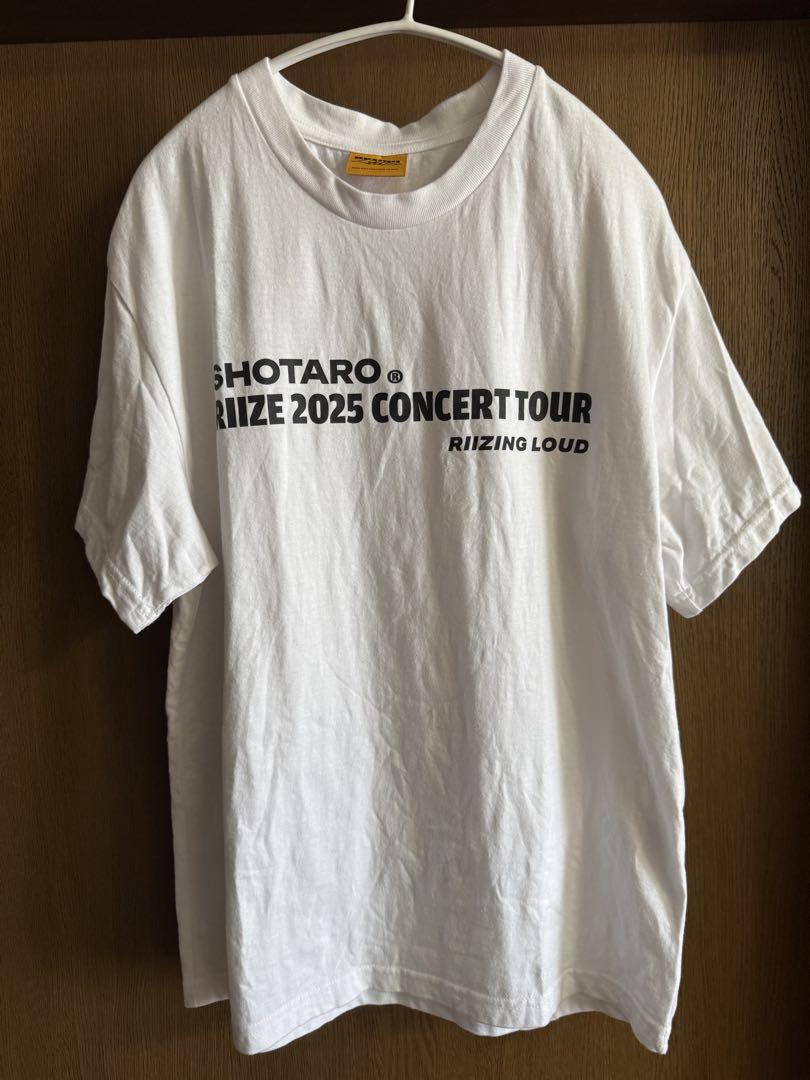 SHOTARO ®
RIIZE 2025 CONCERT TOUR
RIIZING LOUD